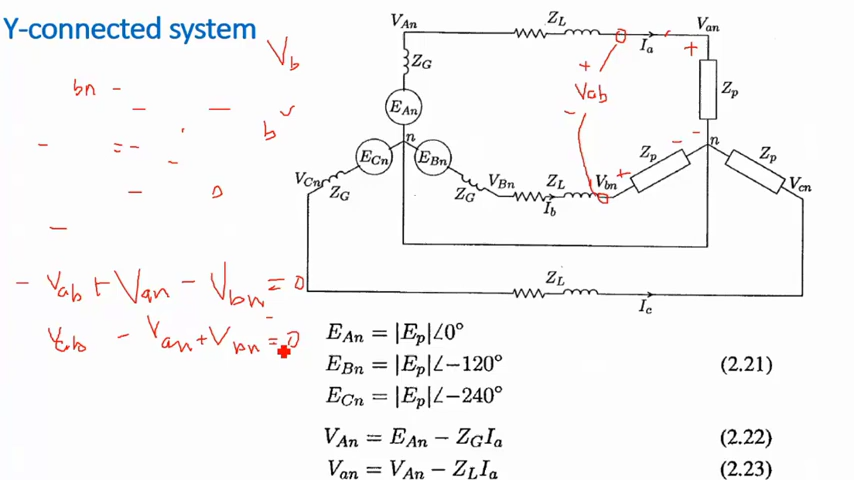 Y-connected system
V_b
bn -
b
- =-
0
V_An
Z_L
I_a
V_an
+
Z_G
+
Vab
-
Z_p
E_An
n
E_Cn
E_Bn
-
-
n
Z_p
Z_p
V_Cn
Z_G
Z_G
V_Bn
Z_L
V_bn
+
V_cn
I_b
Z_L
I_c
- V_ab + V_an - V_bn = 0
V_ab - V_an + V_bn = 0
E_An = |E_p|∠0°
E_Bn = |E_p|∠−120° (2.21)
E_Cn = |E_p|∠−240°
V_An = E_An − Z_G I_a (2.22)
V_an = V_An − Z_L I_a (2.23)